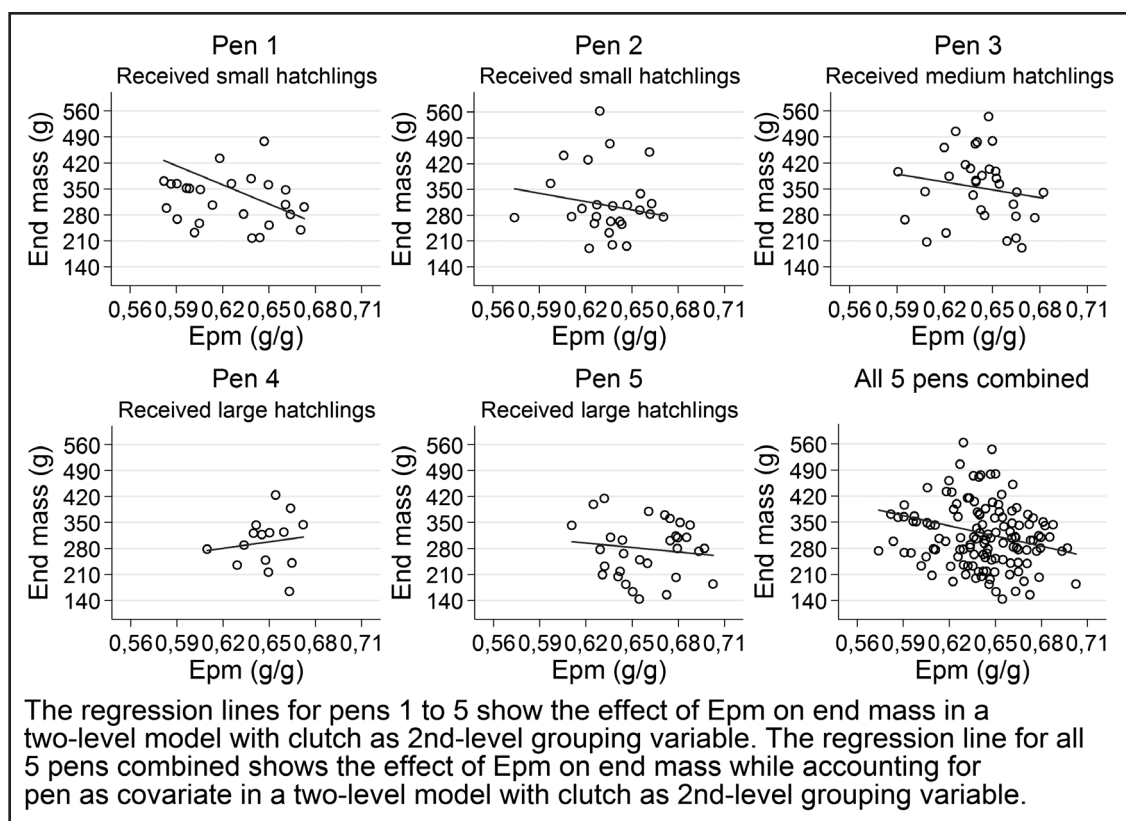 Pen 1
Received small hatchlings
End mass (g)
560
490
420
350
280
210
140
0,56 0,59 0,62 0,65 0,68 0,71
Epm (g/g)
Pen 2
Received small hatchlings
End mass (g)
560
490
420
350
280
210
140
0,56 0,59 0,62 0,65 0,68 0,71
Epm (g/g)
Pen 3
Received medium hatchlings
End mass (g)
560
490
420
350
280
210
140
0,56 0,59 0,62 0,65 0,68 0,71
Epm (g/g)
Pen 4
Received large hatchlings
End mass (g)
560
490
420
350
280
210
140
0,56 0,59 0,62 0,65 0,68 0,71
Epm (g/g)
Pen 5
Received large hatchlings
End mass (g)
560
490
420
350
280
210
140
0,56 0,59 0,62 0,65 0,68 0,71
Epm (g/g)
All 5 pens combined
End mass (g)
560
490
420
350
280
210
140
0,56 0,59 0,62 0,65 0,68 0,71
Epm (g/g)
The regression lines for pens 1 to 5 show the effect of Epm on end mass in a
two-level model with clutch as 2nd-level grouping variable. The regression line for all
5 pens combined shows the effect of Epm on end mass while accounting for
pen as covariate in a two-level model with clutch as 2nd-level grouping variable.